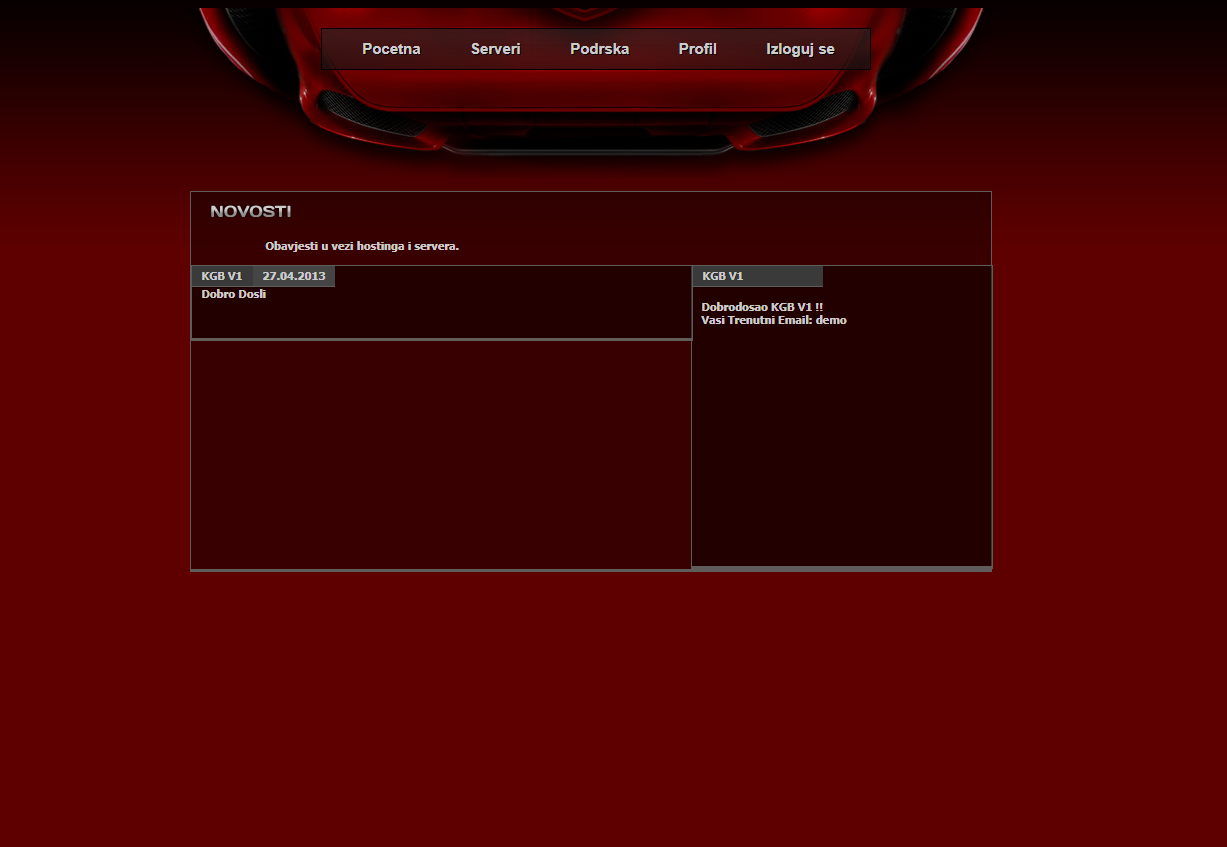 Pocetna Serveri Podrska Profil Izloguj se
NOVOSTI
Obavjesti u vezi hostinga i servera.
KGB V1 27.04.2013
Dobro Dosli
KGB V1
Dobrodosao KGB V1 !!
Vasi Trenutni Email: demo